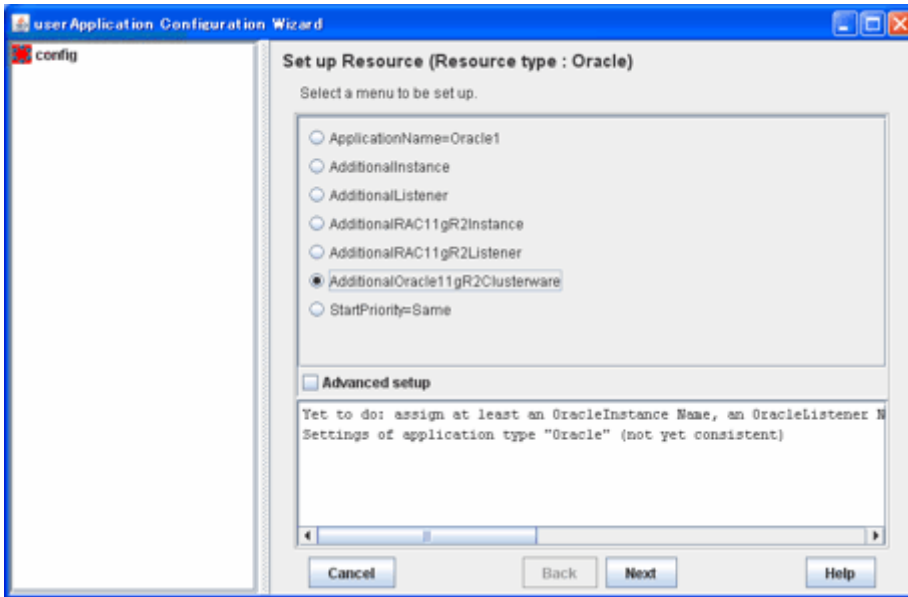 userApplication Configuration Wizard
config
Set up Resource (Resource type : Oracle)
Select a menu to be set up.
ApplicationName=Oracle1
AdditionalInstance
AdditionalListener
AdditionalRAC11gR2Instance
AdditionalRAC11gR2Listener
AdditionalOracle11gR2Clusterware
StartPriority=Same
Advanced setup
Yet to do: assign at least an OracleInstance Name, an OracleListener N
Settings of application type "Oracle" (not yet consistent)
Cancel Back Next Help